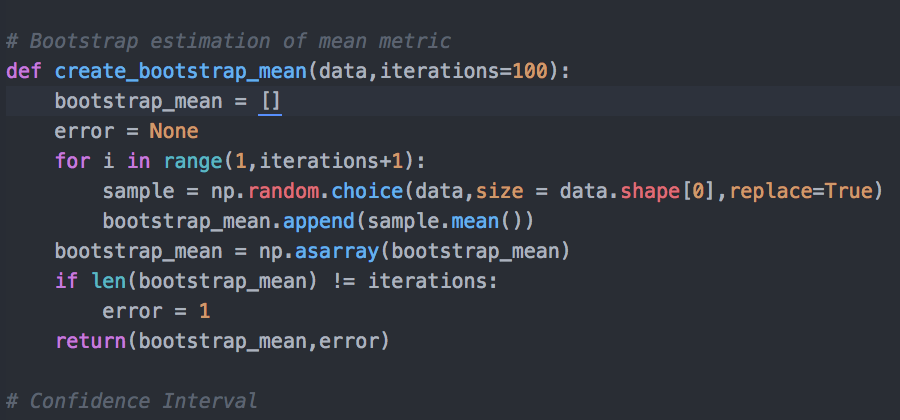 # Bootstrap estimation of mean metric
def create_bootstrap_mean(data,iterations=100):
    bootstrap_mean = []
    error = None
    for i in range(1,iterations+1):
        sample = np.random.choice(data,size = data.shape[0],replace=True)
        bootstrap_mean.append(sample.mean())
    bootstrap_mean = np.asarray(bootstrap_mean)
    if len(bootstrap_mean) != iterations:
        error = 1
    return(bootstrap_mean,error)
# Confidence Interval